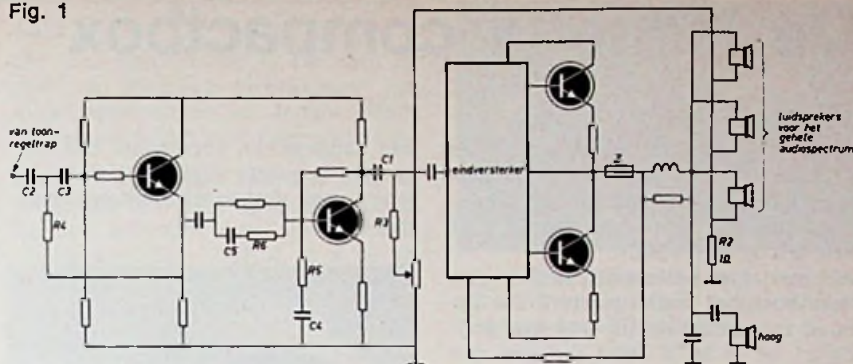 Fig. 1
van toon-
regeltrap
C2
C3
R4
C5
R6
R5
C4
C1
R3
eindversterker
Z
luidsprekers
voor het
gehele
audiospectrum
R2
1Ω
hoog